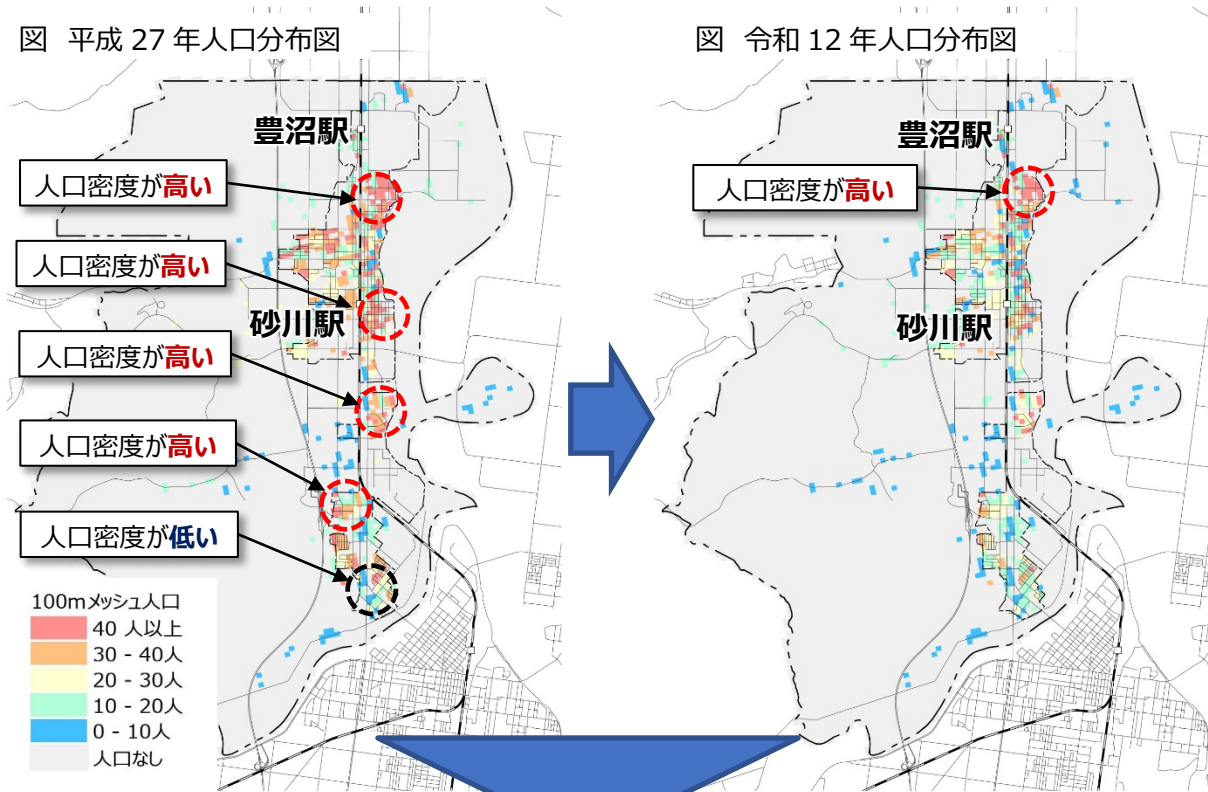 図 平成 27 年人口分布図
豊沼駅
人口密度が高い
人口密度が高い
砂川駅
人口密度が高い
人口密度が高い
人口密度が低い
100mメッシュ人口
40 人以上
30 - 40人
20 - 30人
10 - 20人
0 - 10人
人口なし
図 令和 12 年人口分布図
豊沼駅
人口密度が高い
砂川駅